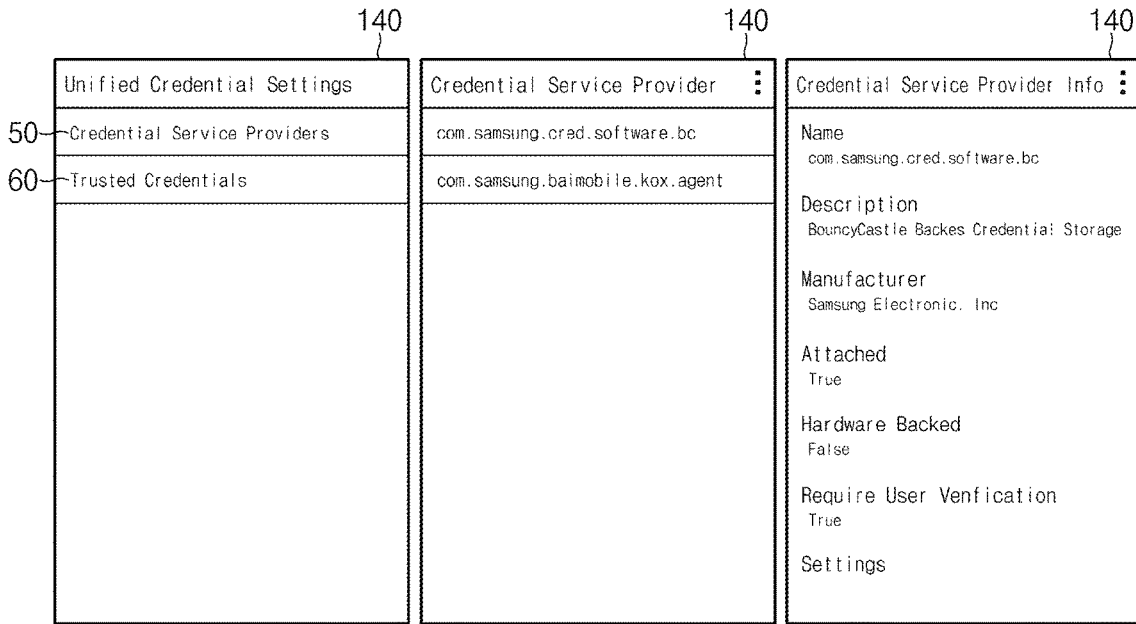 140
140
140
Unified Credential Settings
50
Credential Service Providers
60
Trusted Credentials
Credential Service Provider
com.samsung.cred.software.bc
com.samsung.baimobile.kox.agent
Credential Service Provider Info
Name
com.samsung.cred.software.bc
Description
BouncyCastle Backes Credential Storage
Manufacturer
Samsung Electronic. Inc
Attached
True
Hardware Backed
False
Require User Venfication
True
Settings